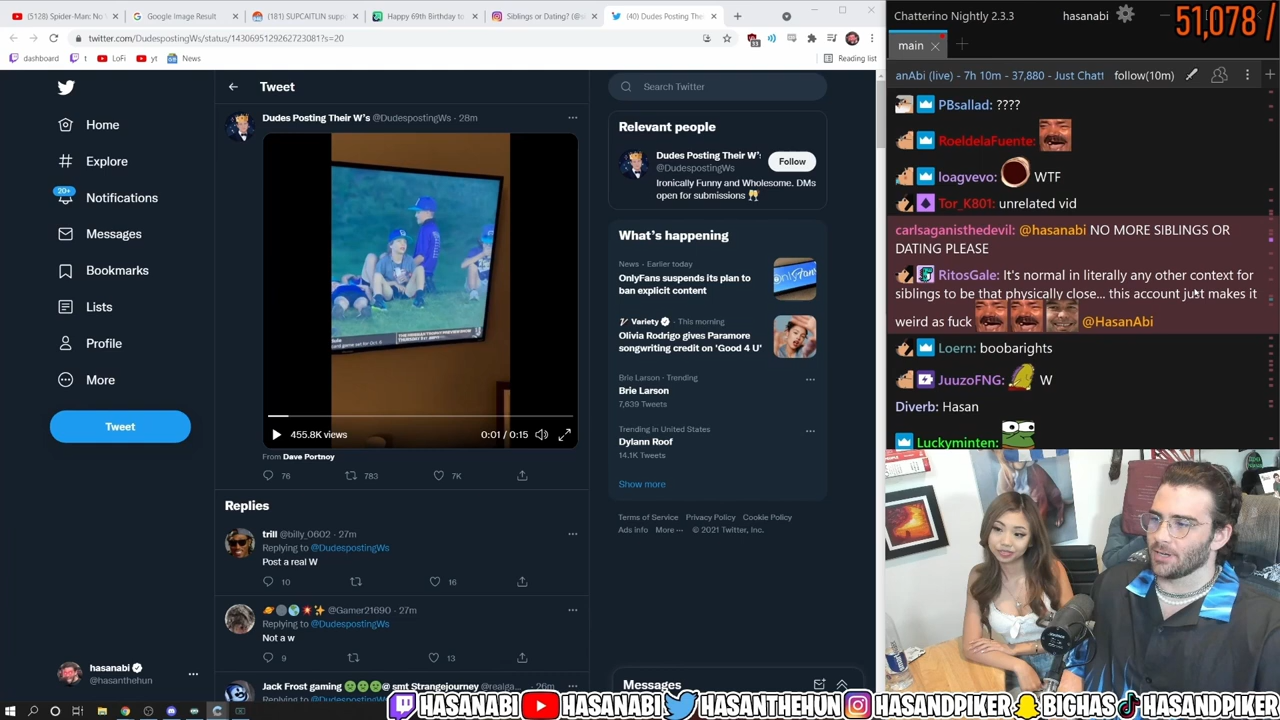 (5128) Spider-Man: No
Google Image Result
(181) SUPCAITLIN supp
Happy 69th Birthday to
Siblings or Dating? (@
(40) Dudes Posting The
twitter.com/DudespostingWs/status/1430695129262723081?s=20
dashboard
t
LoFi
yt
News
Reading list
Home
Explore
20+
Notifications
Messages
Bookmarks
Lists
Profile
More
Tweet
hasanabi
@hasanthehun
Tweet
Dudes Posting Their W's @DudespostingWs · 28m
455.8K views
0:01 / 0:15
From Dave Portnoy
76
783
7K
Replies
trill @billy_0602 · 27m
Replying to @DudespostingWs
Post a real W
10
16
@Gamer21690 · 27m
Replying to @DudespostingWs
Not a w
9
13
Jack Frost gaming @ smt Strangejourney @realga... · 26m
Replying to @DudespostingWs
Search Twitter
Relevant people
Dudes Posting Their W':
@DudespostingWs
Follow
Ironically Funny and Wholesome. DMs
open for submissions
What's happening
News · Earlier today
OnlyFans suspends its plan to
ban explicit content
Variety · This morning
Olivia Rodrigo gives Paramore
songwriting credit on 'Good 4 U'
Brie Larson · Trending
Brie Larson
7,639 Tweets
Trending in United States
Dylann Roof
14.1K Tweets
Show more
Terms of Service Privacy Policy Cookie Policy
Ads info More ··· © 2021 Twitter, Inc.
Messages
Chatterino Nightly 2.3.3
hasanabi
51,078 /
main
anAbi (live) - 7h 10m - 37,880 - Just Chatt
follow(10m)
PBsallad: ????
RoeldelaFuente:
loagvevo: WTF
Tor_K801: unrelated vid
carlsaganisthedevil: @hasanabi NO MORE SIBLINGS OR
DATING PLEASE
RitosGale: It's normal in literally any other context for
siblings to be that physically close... this account just makes it
weird as fuck @HasanAbi
Loern: boobarights
JuuzoFNG: W
Diverb: Hasan
Luckyminten:
HASANABI
HASANABI
HASANTHEHUN
HASANDPIKER
BIGHAS
HASANDPIKER